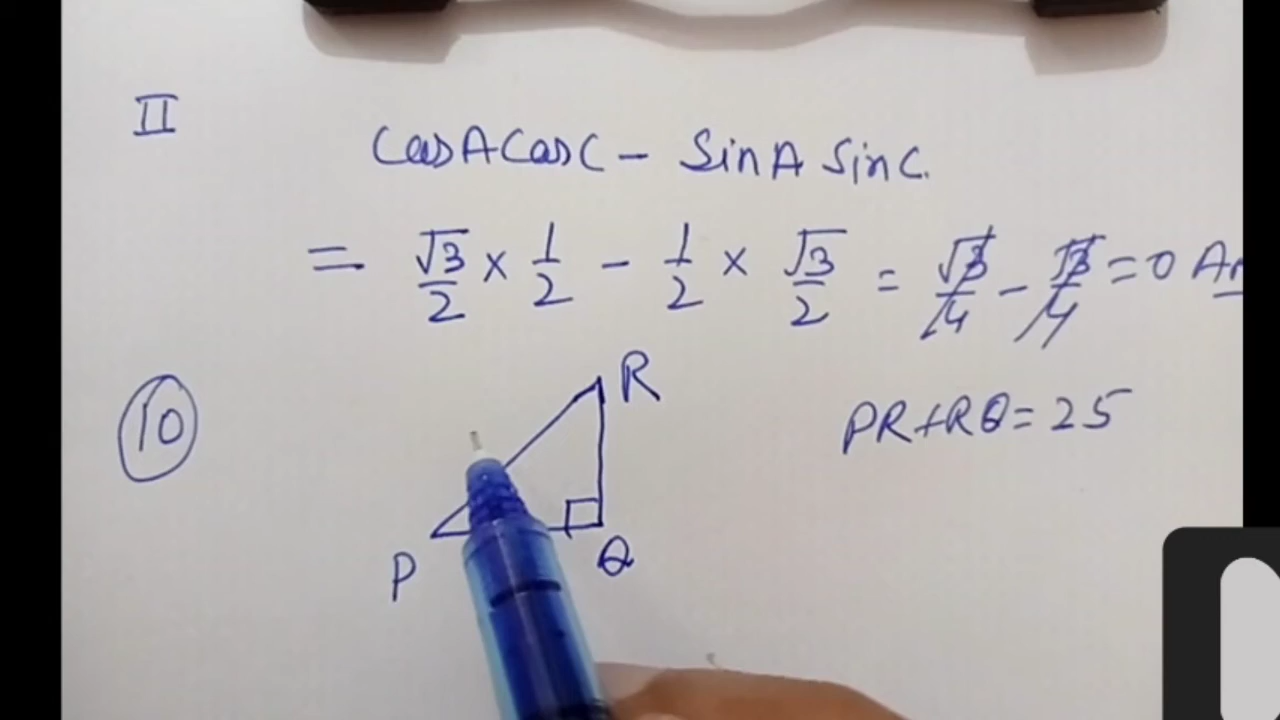 II
CosACosC - SinA SinC.
= √3/2 × 1/2 - 1/2 × √3/2 = √3/4 - √3/4 = 0
10
R
PR+RQ=25
P
Q